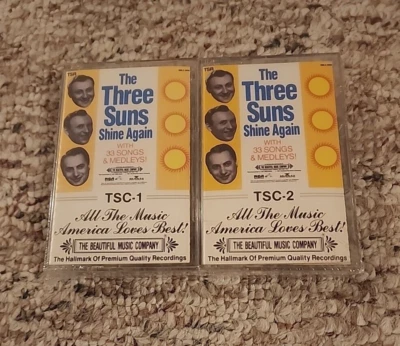 The
Three
Suns
Shine Again
WITH
33 SONGS
& MEDLEYS!
TSC-1
All The Music
America Loves Best!
THE BEAUTIFUL MUSIC COMPANY
The Hallmark Of Premium Quality Recordings
The
Three
Suns
Shine Again
WITH
33 SONGS
& MEDLEYS!
TSC-2
All The Music
America Loves Best!
THE BEAUTIFUL MUSIC COMPANY
The Hallmark Of Premium Quality Recordings